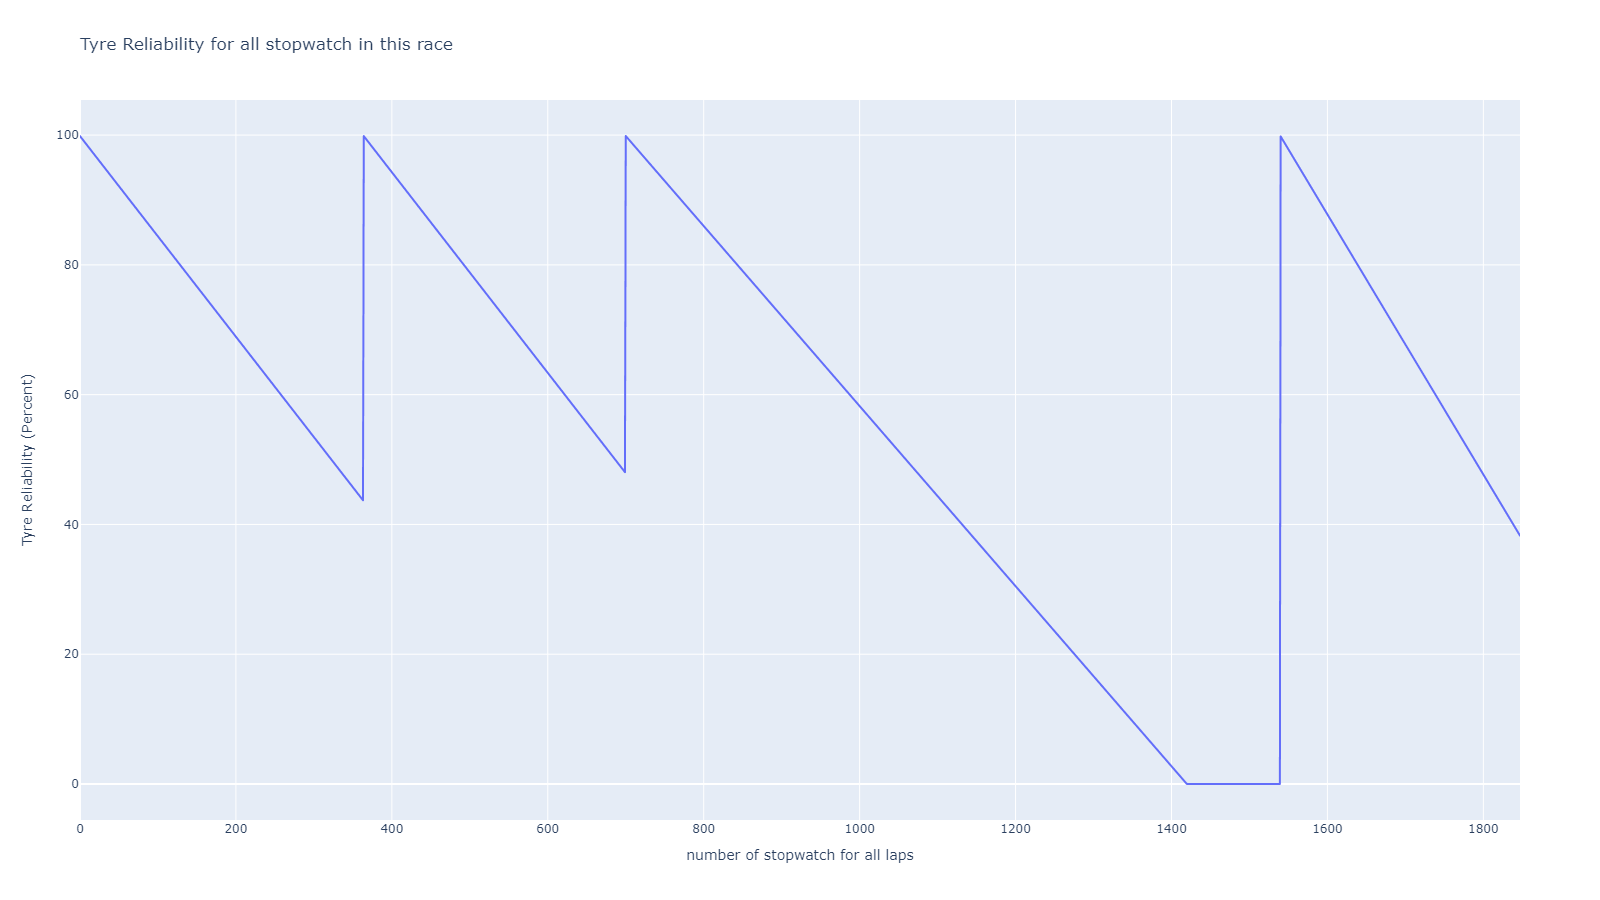 Tyre Reliability for all stopwatch in this race
100
80
60
40
20
0
Tyre Reliability (Percent)
0 200 400 600 800 1000 1200 1400 1600 1800
number of stopwatch for all laps